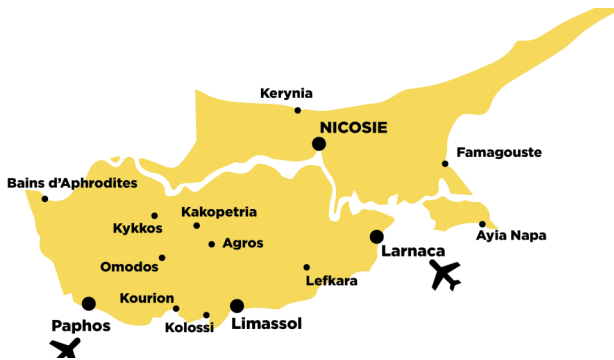 Kerynia
NICOSIE
Famagouste
Bains d'Aphrodites
Kakopetria
Kykkos
Agros
Ayia Napa
Larnaca
Omodos
Lefkara
Kourion
Paphos
Kolossi
Limassol